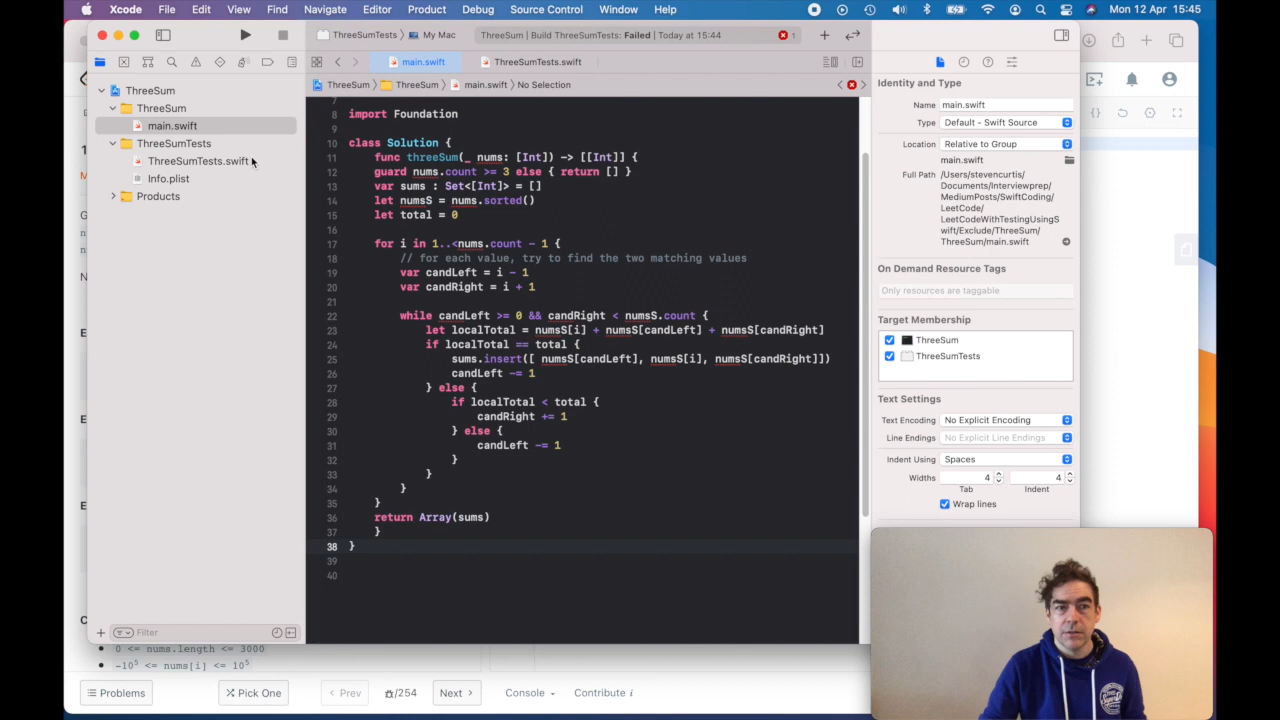 Xcode File Edit View Find Navigate Editor Product Debug Source Control Window Help Mon 12 Apr 15:45
ThreeSumTests My Mac ThreeSum | Build ThreeSumTests: Failed | Today at 15:44 1
main.swift ThreeSumTests.swift
ThreeSum ThreeSum main.swift No Selection
ThreeSum
ThreeSum
main.swift
ThreeSumTests
ThreeSumTests.swift
Info.plist
Products
Filter
7
8 import Foundation
9
10 class Solution {
11 func threeSum(_ nums: [Int]) -> [[Int]] {
12 guard nums.count >= 3 else { return [] }
13 var sums : Set<[Int]> = []
14 let numsS = nums.sorted()
15 let total = 0
16
17 for i in 1..<nums.count - 1 {
18 // for each value, try to find the two matching values
19 var candLeft = i - 1
20 var candRight = i + 1
21
22 while candLeft >= 0 && candRight < numsS.count {
23 let localTotal = numsS[i] + numsS[candLeft] + numsS[candRight]
24 if localTotal == total {
25 sums.insert([ numsS[candLeft], numsS[i], numsS[candRight]])
26 candLeft -= 1
27 } else {
28 if localTotal < total {
29 candRight += 1
30 } else {
31 candLeft -= 1
32 }
33 }
34 }
35 }
36 return Array(sums)
37 }
38 }
39
40
Identity and Type
Name main.swift
Type Default - Swift Source
Location Relative to Group
main.swift
Full Path /Users/stevencurtis/
Documents/Interviewprep/
MediumPosts/SwiftCoding/
LeetCode/
LeetCodeWithTestingUsingS
wift/Exclude/ThreeSum/
ThreeSum/main.swift
On Demand Resource Tags
Only resources are taggable
Target Membership
ThreeSum
ThreeSumTests
Text Settings
Text Encoding No Explicit Encoding
Line Endings No Explicit Line Endings
Indent Using Spaces
Widths 4 4
Tab Indent
Wrap lines
0 <= nums.length <= 3000
-10⁵ <= nums[i] <= 10⁵
Problems Pick One Prev /254 Next Console Contribute i